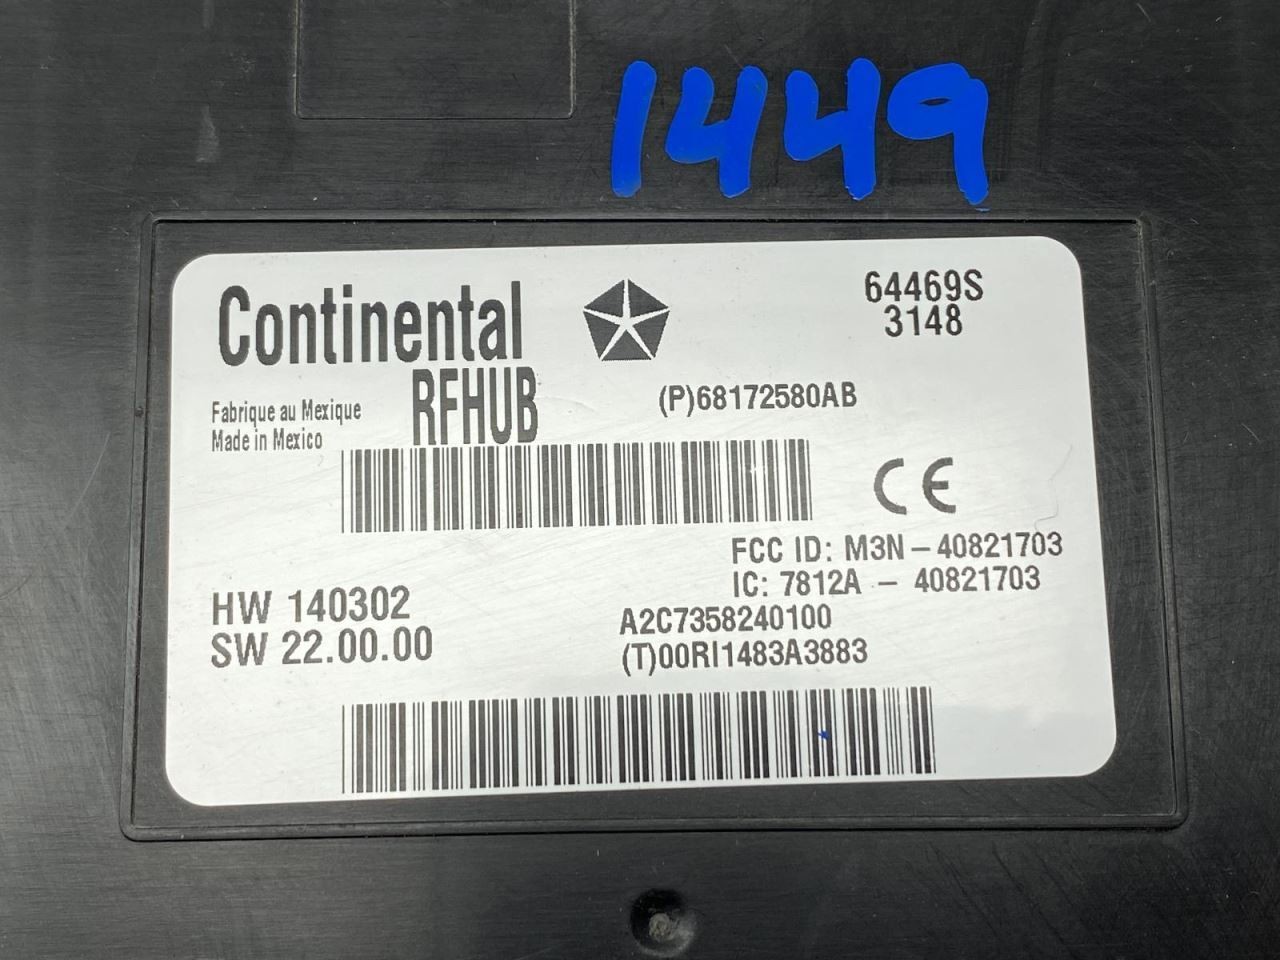 1449
Continental
64469S
3148
RFHUB
(P)68172580AB
Fabrique au Mexique
Made in Mexico
CE
FCC ID: M3N - 40821703
IC: 7812A - 40821703
HW 140302
SW 22.00.00
A2C7358240100
(T)00RI1483A3883